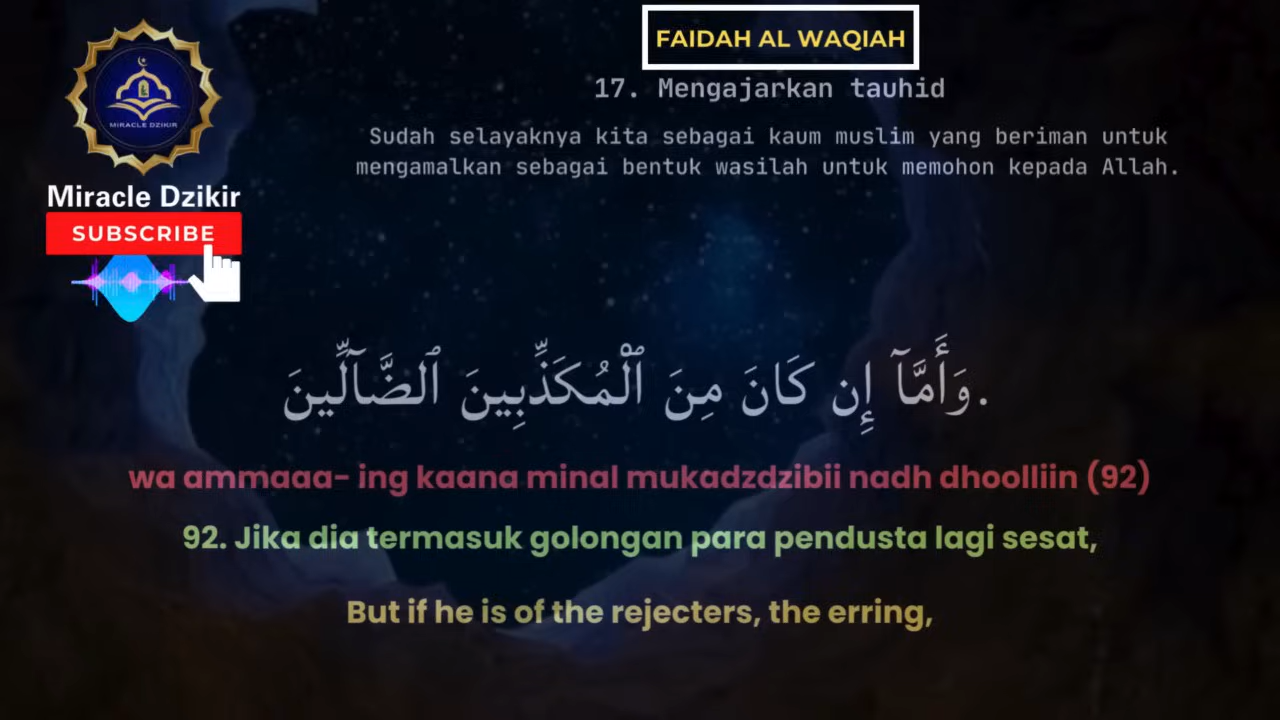 FAIDAH AL WAQIAH
17. Mengajarkan tauhid
Sudah selayaknya kita sebagai kaum muslim yang beriman untuk
mengamalkan sebagai bentuk wasilah untuk memohon kepada Allah.
MIRACLE DZIKIR
Miracle Dzikir
SUBSCRIBE
وَأَمَّآ إِن كَانَ مِنَ ٱلْمُكَذِّبِينَ ٱلضَّآلِّينَ.
wa ammaaa- ing kaana minal mukadzdzibii nadh dhoolliin (92)
92. Jika dia termasuk golongan para pendusta lagi sesat,
But if he is of the rejecters, the erring,